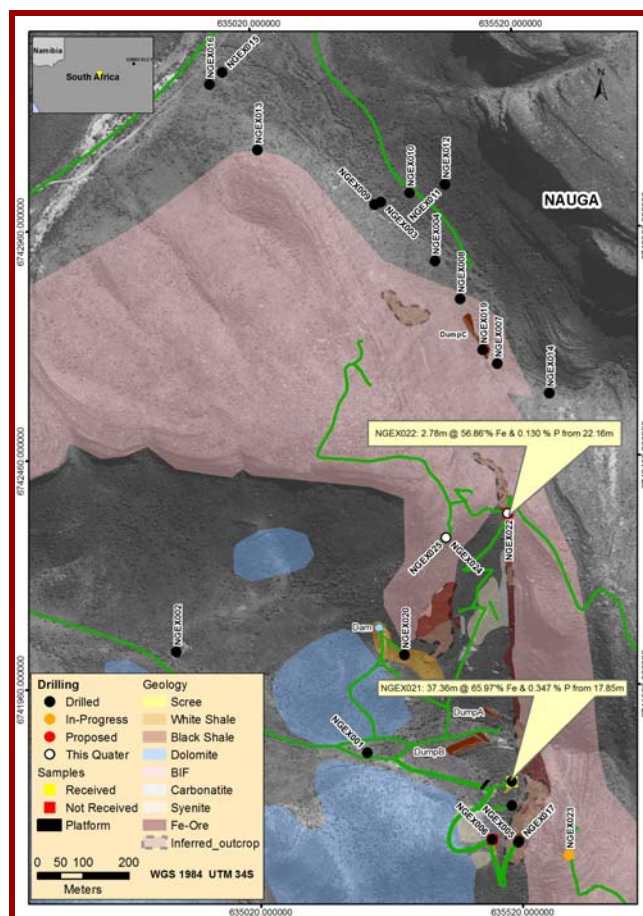 635020.000000 635520.000000
Namibia
South Africa
N
NAUGA
NGEX016
NGEX015
NGEX013
NGEX010
NGEX012
NGEX009
NGEX003
NGEX011
NGEX004
NGEX008
6742960.000000
DumpC
NGEX019
NGEX007
NGEX014
NGEX022: 2.78m @ 56.86% Fe & 0.130 % P from 22.16m
6742460.000000
NGEX022
NGEX025
NGEX024
Dam
NGEX020
NGEX002
NGEX021: 37.36m @ 65.97% Fe & 0.347 % P from 17.85m
6741960.000000
DumpA
DumpB
NGEX001
NGEX006
NGEX005
NGEX017
NGEX023
Drilling
Drilled
In-Progress
Proposed
This Quater
Samples
Received
Not Received
Platform
Geology
Scree
White Shale
Black Shale
Dolomite
BIF
Carbonatite
Syenite
Fe-Ore
Inferred_outcrop
0 50 100 200
Meters
WGS 1984 UTM 34S
635020.000000 635520.000000